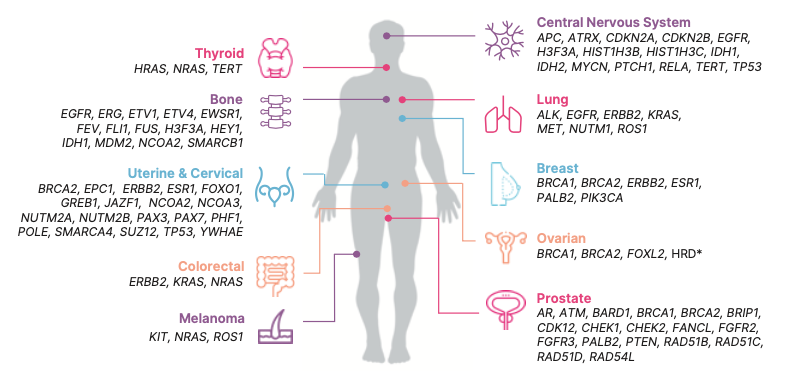 Thyroid
HRAS, NRAS, TERT
Bone
EGFR, ERG, ETV1, ETV4, EWSR1,
FEV, FLI1, FUS, H3F3A, HEY1,
IDH1, MDM2, NCOA2, SMARCB1
Uterine & Cervical
BRCA2, EPC1, ERBB2, ESR1, FOXO1,
GREB1, JAZF1, NCOA2, NCOA3,
NUTM2A, NUTM2B, PAX3, PAX7, PHF1,
POLE, SMARCA4, SUZ12, TP53, YWHAE
Colorectal
ERBB2, KRAS, NRAS
Melanoma
KIT, NRAS, ROS1
Central Nervous System
APC, ATRX, CDKN2A, CDKN2B, EGFR,
H3F3A, HIST1H3B, HIST1H3C, IDH1,
IDH2, MYCN, PTCH1, RELA, TERT, TP53
Lung
ALK, EGFR, ERBB2, KRAS,
MET, NUTM1, ROS1
Breast
BRCA1, BRCA2, ERBB2, ESR1,
PALB2, PIK3CA
Ovarian
BRCA1, BRCA2, FOXL2, HRD*
Prostate
AR, ATM, BARD1, BRCA1, BRCA2, BRIP1,
CDK12, CHEK1, CHEK2, FANCL, FGFR2,
FGFR3, PALB2, PTEN, RAD51B, RAD51C,
RAD51D, RAD54L